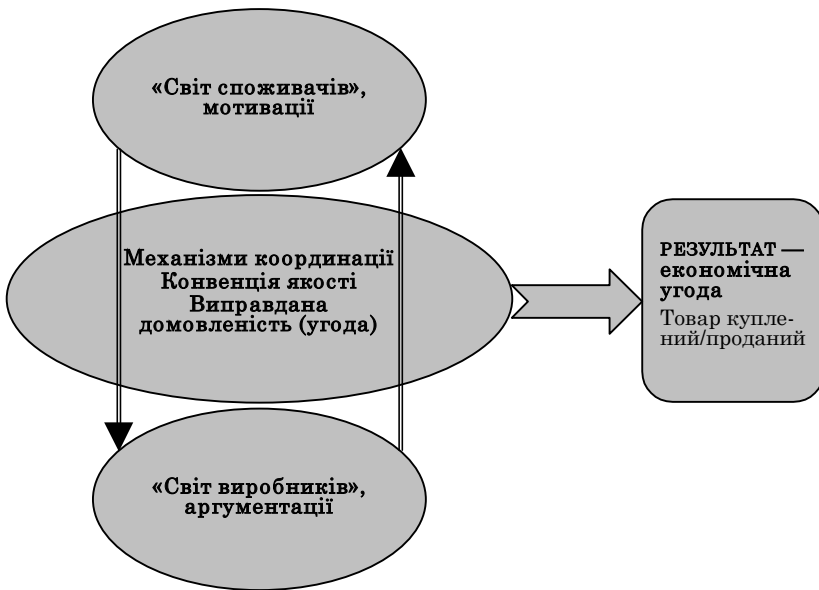 «Світ споживачів»,
мотивації
Механізми координації
Конвенція якості
Виправдана
домовленість (угода)
РЕЗУЛЬТАТ —
економічна
угода
Товар купле-
ний/проданий
«Світ виробників»,
аргументації